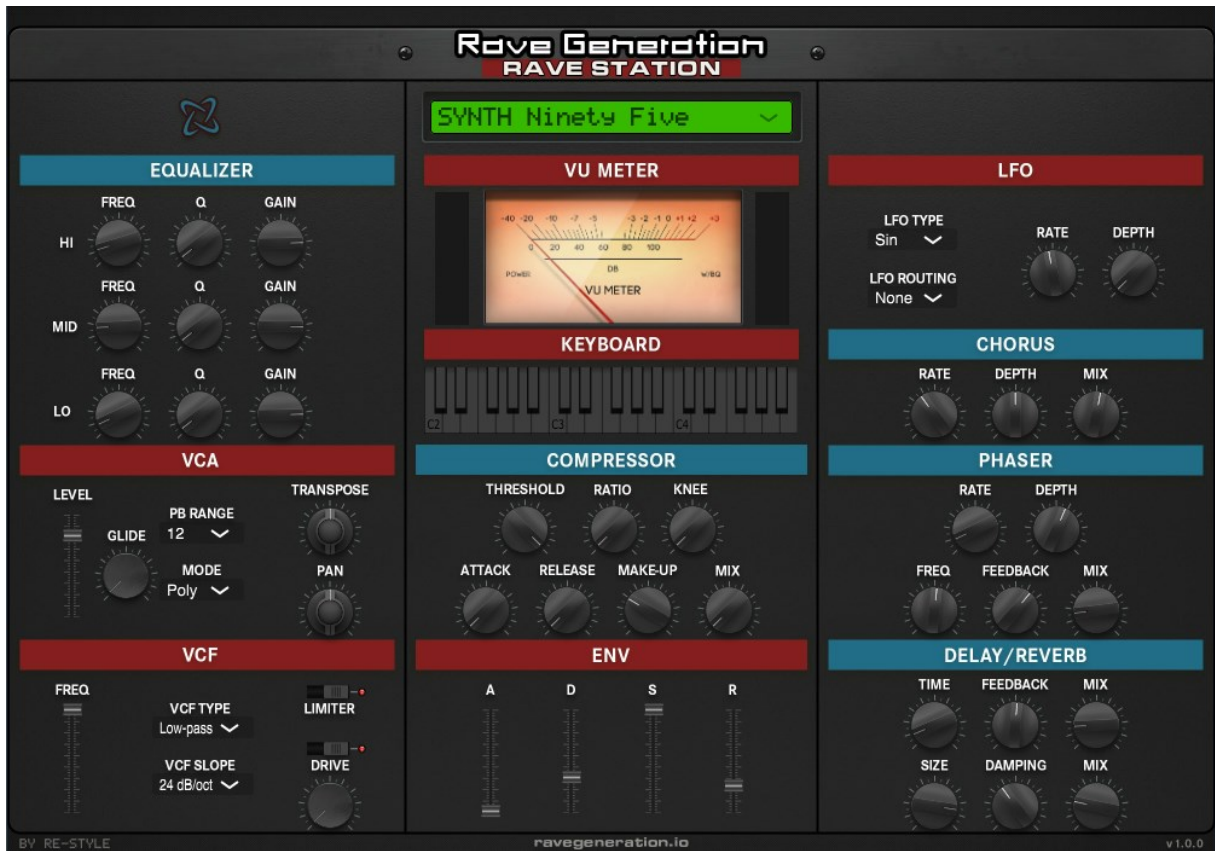 Rave Generation
RAVE STATION
SYNTH Ninety Five
EQUALIZER
FREQ Q GAIN
HI
FREQ Q GAIN
MID
FREQ Q GAIN
LO
VCA
LEVEL
GLIDE
PB RANGE
12
MODE
Poly
TRANSPOSE
PAN
VCF
FREQ
VCF TYPE
Low-pass
VCF SLOPE
24 dB/oct
LIMITER
DRIVE
VU METER
-40 -20 -10 -7 -5 -3 -2 -1 0 +1 +2 +3
0 20 40 60 80 100
POWER
DB
VU METER
KEYBOARD
C2 C3 C4
COMPRESSOR
THRESHOLD RATIO KNEE
ATTACK RELEASE MAKE-UP MIX
ENV
A D S R
LFO
LFO TYPE
Sin
LFO ROUTING
None
RATE DEPTH
CHORUS
RATE DEPTH MIX
PHASER
RATE DEPTH
FREQ FEEDBACK MIX
DELAY/REVERB
TIME FEEDBACK MIX
SIZE DAMPING MIX
BY RE-STYLE
ravegeneration.io
v 1.0.0